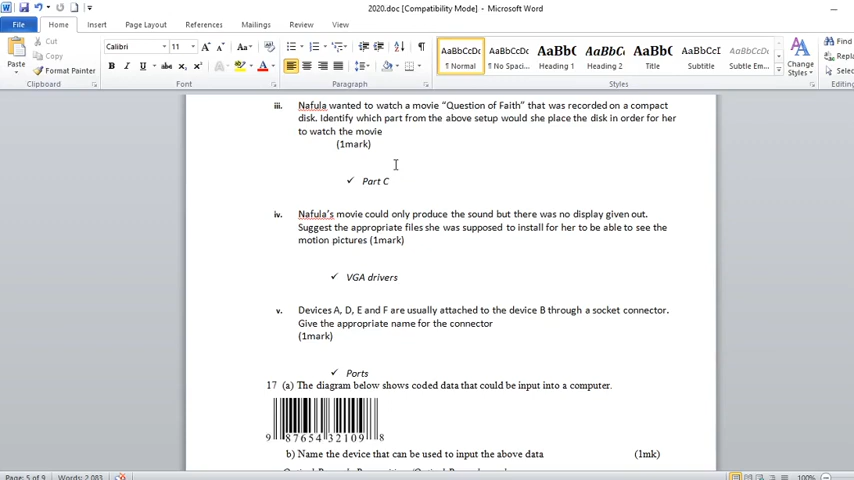 2020.doc [Compatibility Mode] - Microsoft Word
File Home Insert Page Layout References Mailings Review View
Cut
Copy
Paste
Format Painter
Clipboard
Calibri 11
Font
Paragraph
AaBbCcDc AaBbCcDc AaBbC AaBbCc AaBbC AaBbCcDc AaBbCcDc
¶ Normal ¶ No Spaci... Heading 1 Heading 2 Title Subtitle Subtle Em...
Styles
Change
Styles
Find
Repla
Selec
iii. Nafula wanted to watch a movie “Question of Faith” that was recorded on a compact
disk. Identify which part from the above setup would she place the disk in order for her
to watch the movie
(1mark)
✓ Part C
iv. Nafula’s movie could only produce the sound but there was no display given out.
Suggest the appropriate files she was supposed to install for her to be able to see the
motion pictures (1mark)
✓ VGA drivers
v. Devices A, D, E and F are usually attached to the device B through a socket connector.
Give the appropriate name for the connector
(1mark)
✓ Ports
17 (a) The diagram below shows coded data that could be input into a computer.
9 87654 32109 8
b) Name the device that can be used to input the above data (1mk)
Page: 5 of 9 Words: 2,083 100%